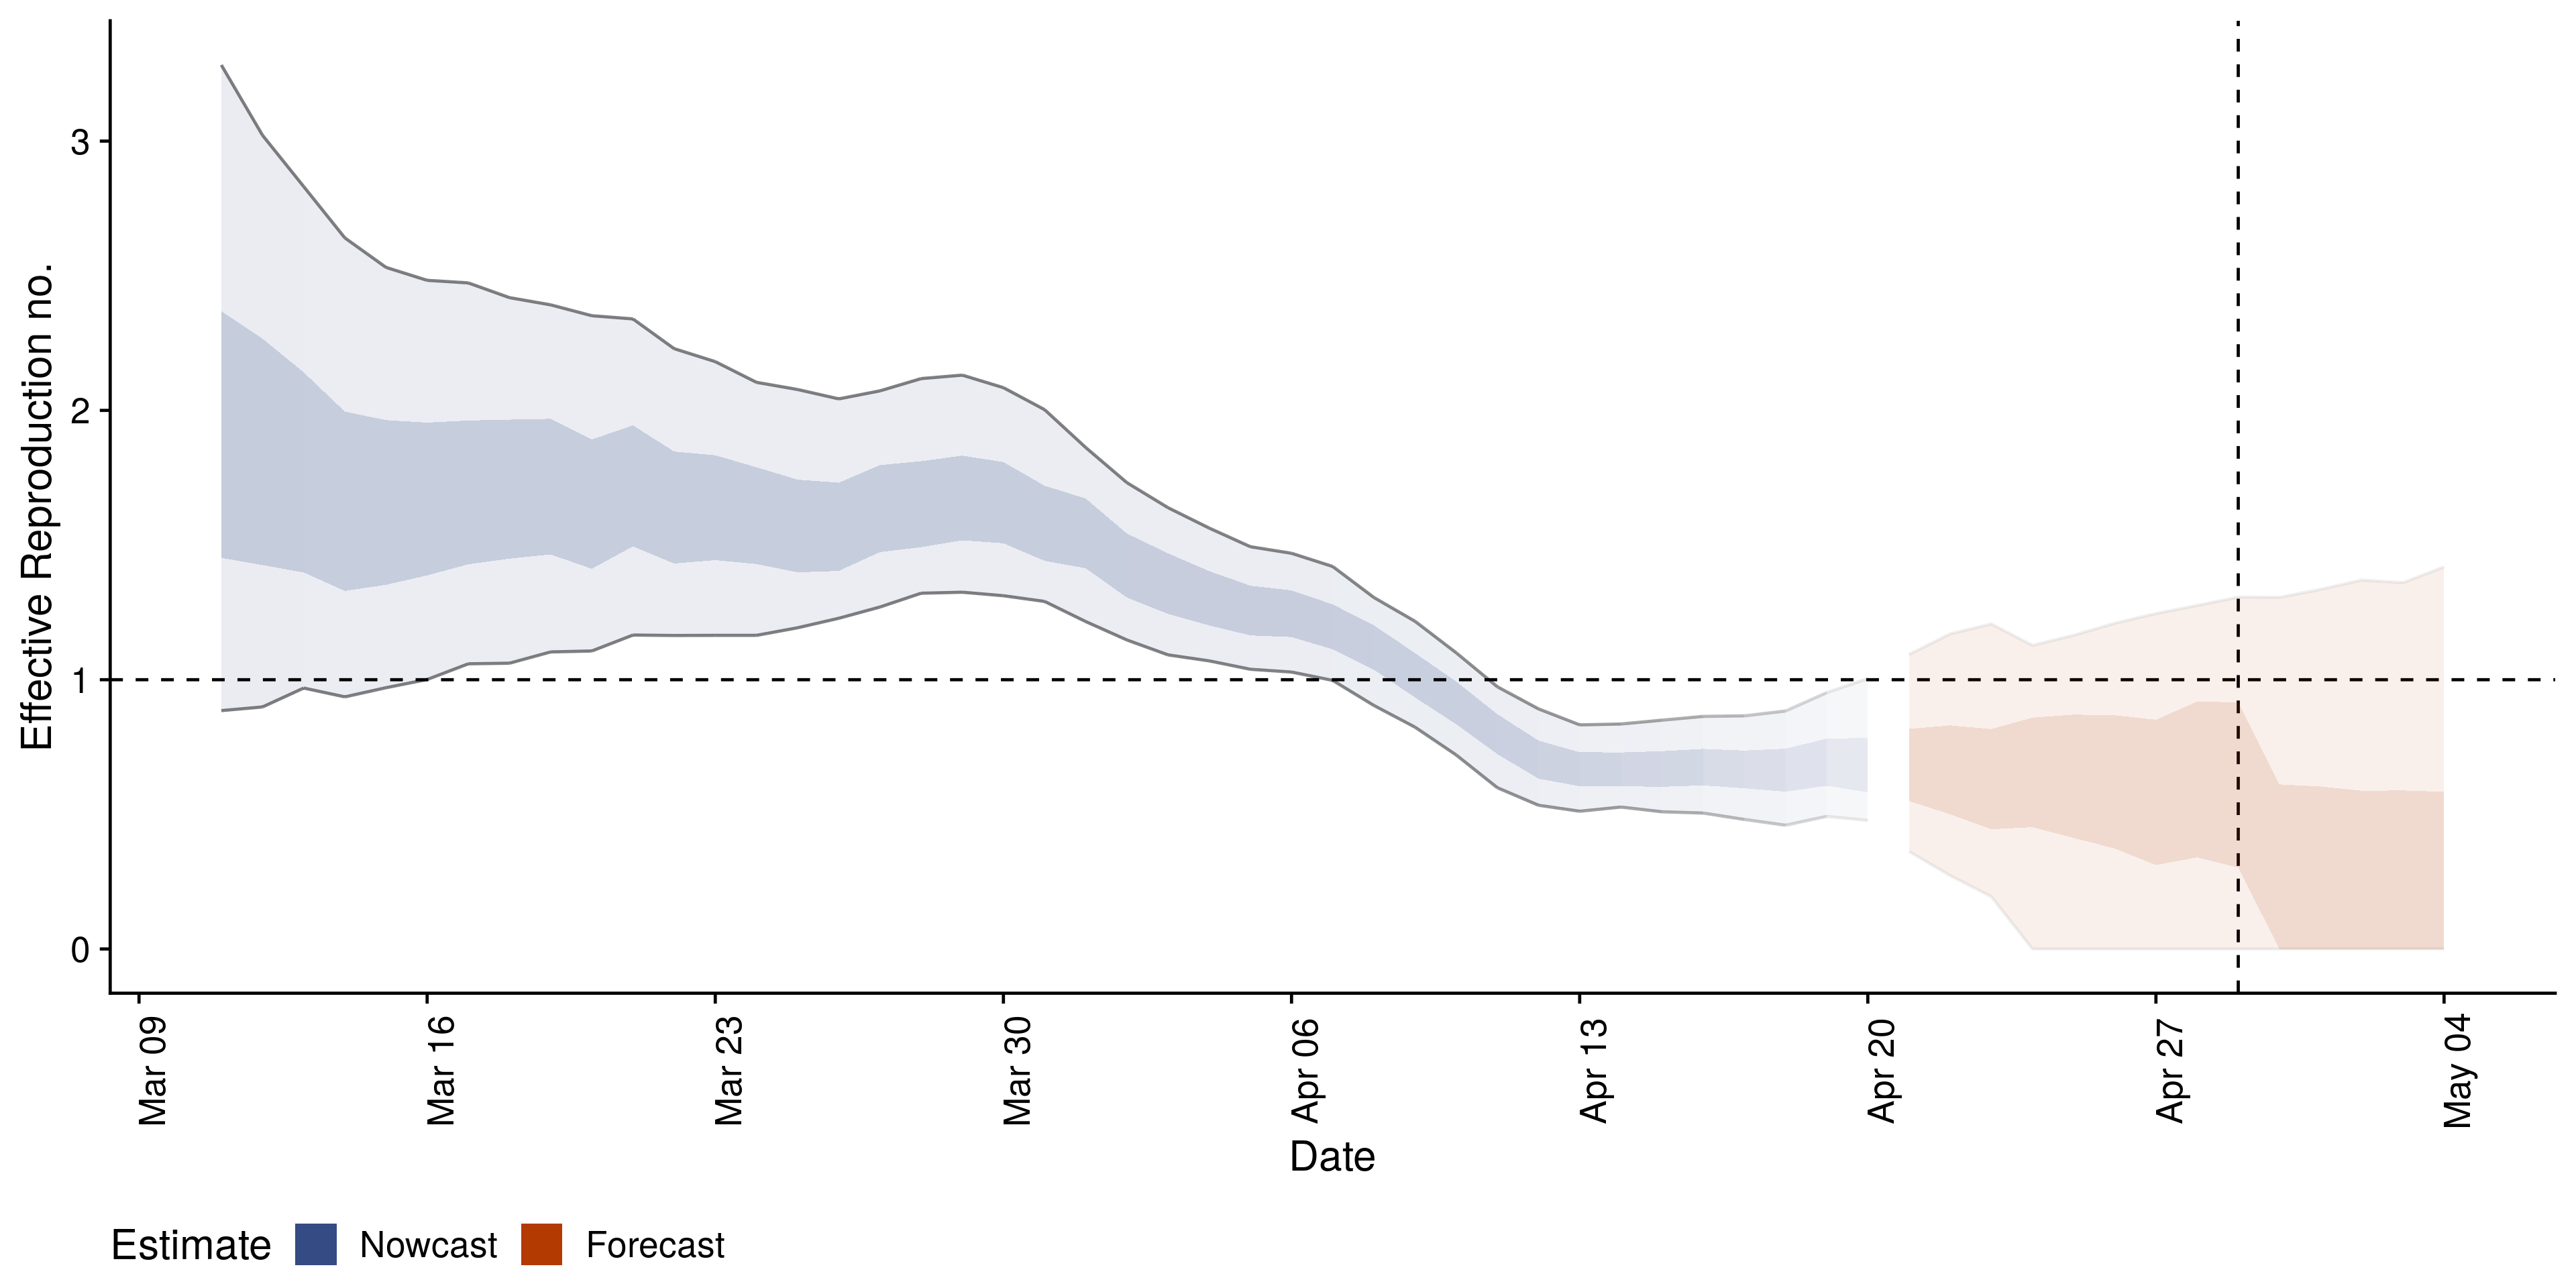 Effective Reproduction no.
3
2
1
0
Mar 09
Mar 16
Mar 23
Mar 30
Apr 06
Apr 13
Apr 20
Apr 27
May 04
Date
Estimate Nowcast Forecast